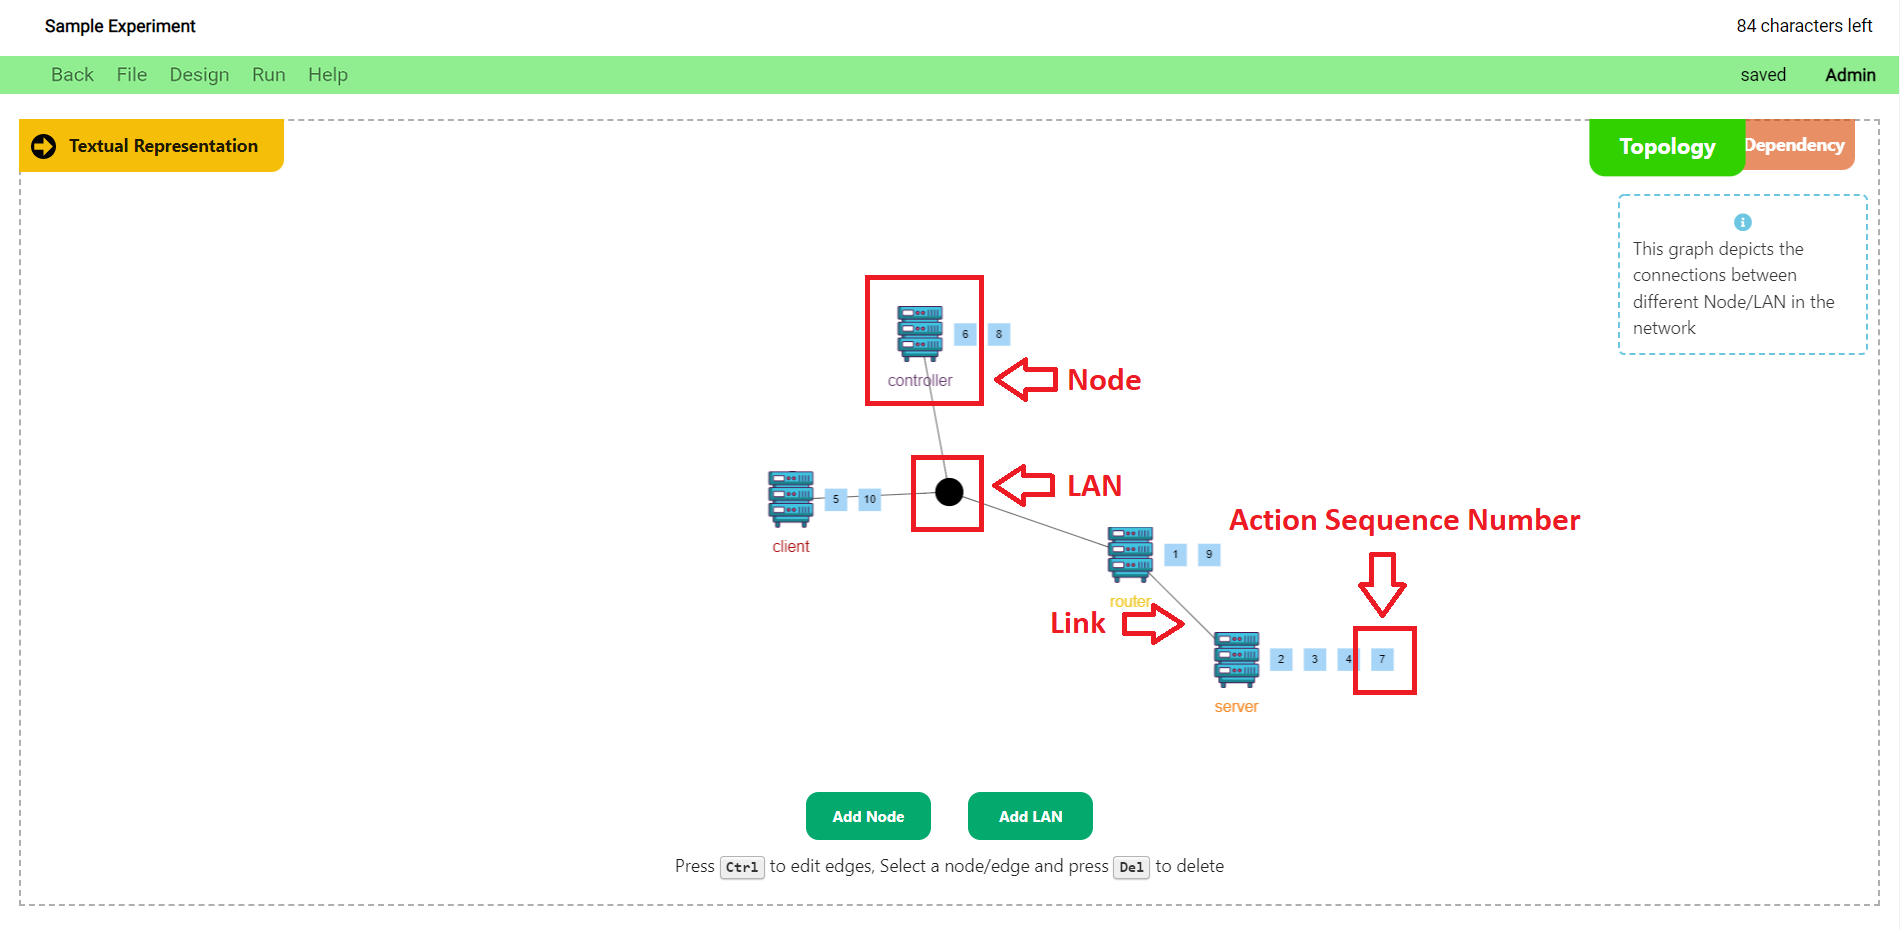 Sample Experiment
84 characters left
Back File Design Run Help
saved Admin
Textual Representation
Topology
Dependency
This graph depicts the
connections between
different Node/LAN in the
network
6 8
controller
Node
LAN
5 10
client
Action Sequence Number
1 9
router
Link
2 3 4 7
server
Add Node
Add LAN
Press Ctrl to edit edges, Select a node/edge and press Del to delete